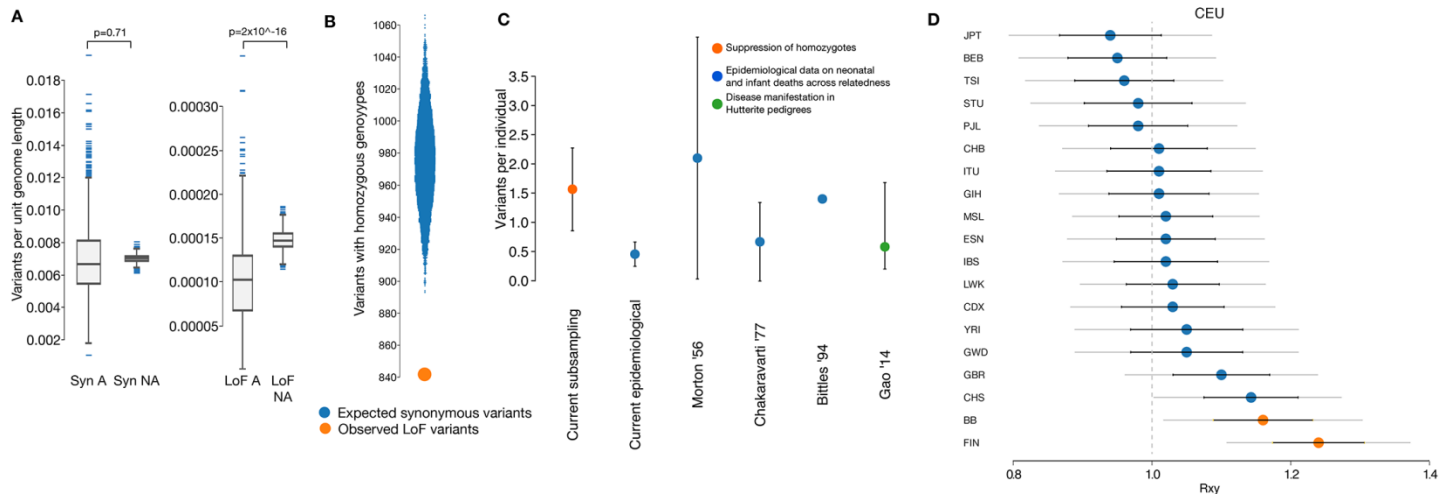 A
p=0.71
p=2x10^-16
Variants per unit genome length
0.018
0.016
0.014
0.012
0.010
0.008
0.006
0.004
0.002
Syn A
Syn NA
0.00030
0.00025
0.00020
0.00015
0.00010
0.00005
LoF A
LoF
NA
B
Variants with homozygous genoyypes
1060
1040
1020
1000
980
960
940
920
900
880
860
840
Expected synonymous variants
Observed LoF variants
C
Suppression of homozygotes
Epidemiological data on neonatal
and infant deaths across relatedness
Disease manifestation in
Hutterite pedigrees
Variants per individual
3.5
3.0
2.5
2.0
1.5
1.0
0.5
0.0
Current subsampling
Current epidemiological
Morton '56
Chakaravarti '77
Bittles '94
Gao '14
D
CEU
JPT
BEB
TSI
STU
PJL
CHB
ITU
GIH
MSL
ESN
IBS
LWK
CDX
YRI
GWD
GBR
CHS
BB
FIN
0.8
1.0
1.2
1.4
Rxy